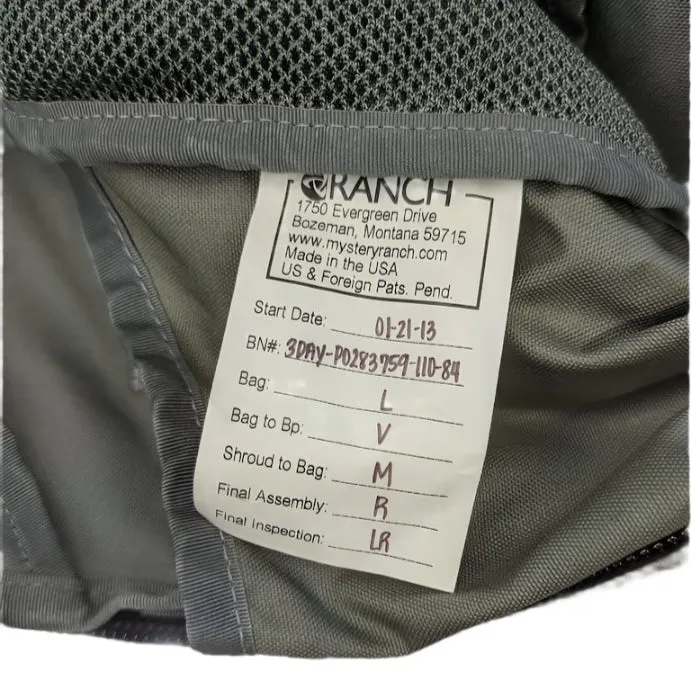 RANCH
1750 Evergreen Drive
Bozeman, Montana 59715
www.mysteryranch.com
Made in the USA
US & Foreign Pats. Pend.
Start Date: 01-21-13
BN#: 3DAY-P0283759-110-84
Bag: L
Bag to Bp: V
Shroud to Bag: M
Final Assembly: R
Final Inspection: LR